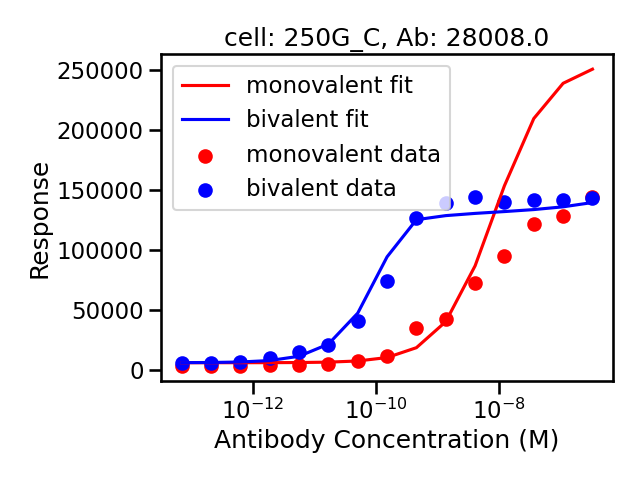 cell: 250G_C, Ab: 28008.0
250000
200000
150000
100000
50000
0
Response
monovalent fit
bivalent fit
monovalent data
bivalent data
10⁻¹² 10⁻¹⁰ 10⁻⁸
Antibody Concentration (M)